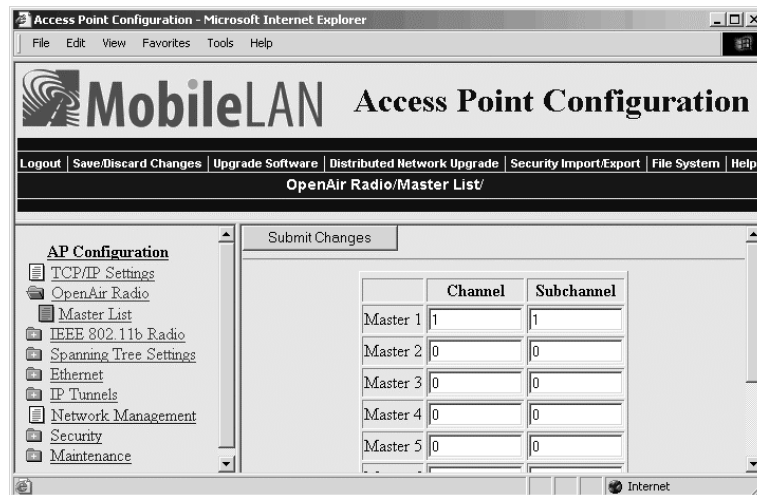 Access Point Configuration - Microsoft Internet Explorer
File Edit View Favorites Tools Help
MobileLAN Access Point Configuration
Logout | Save/Discard Changes | Upgrade Software | Distributed Network Upgrade | Security Import/Export | File System | Help
OpenAir Radio/Master List/
AP Configuration
TCP/IP Settings
OpenAir Radio
Master List
IEEE 802.11b Radio
Spanning Tree Settings
Ethernet
IP Tunnels
Network Management
Security
Maintenance
Submit Changes
Channel Subchannel
Master 1 1 1
Master 2 0 0
Master 3 0 0
Master 4 0 0
Master 5 0 0
Internet